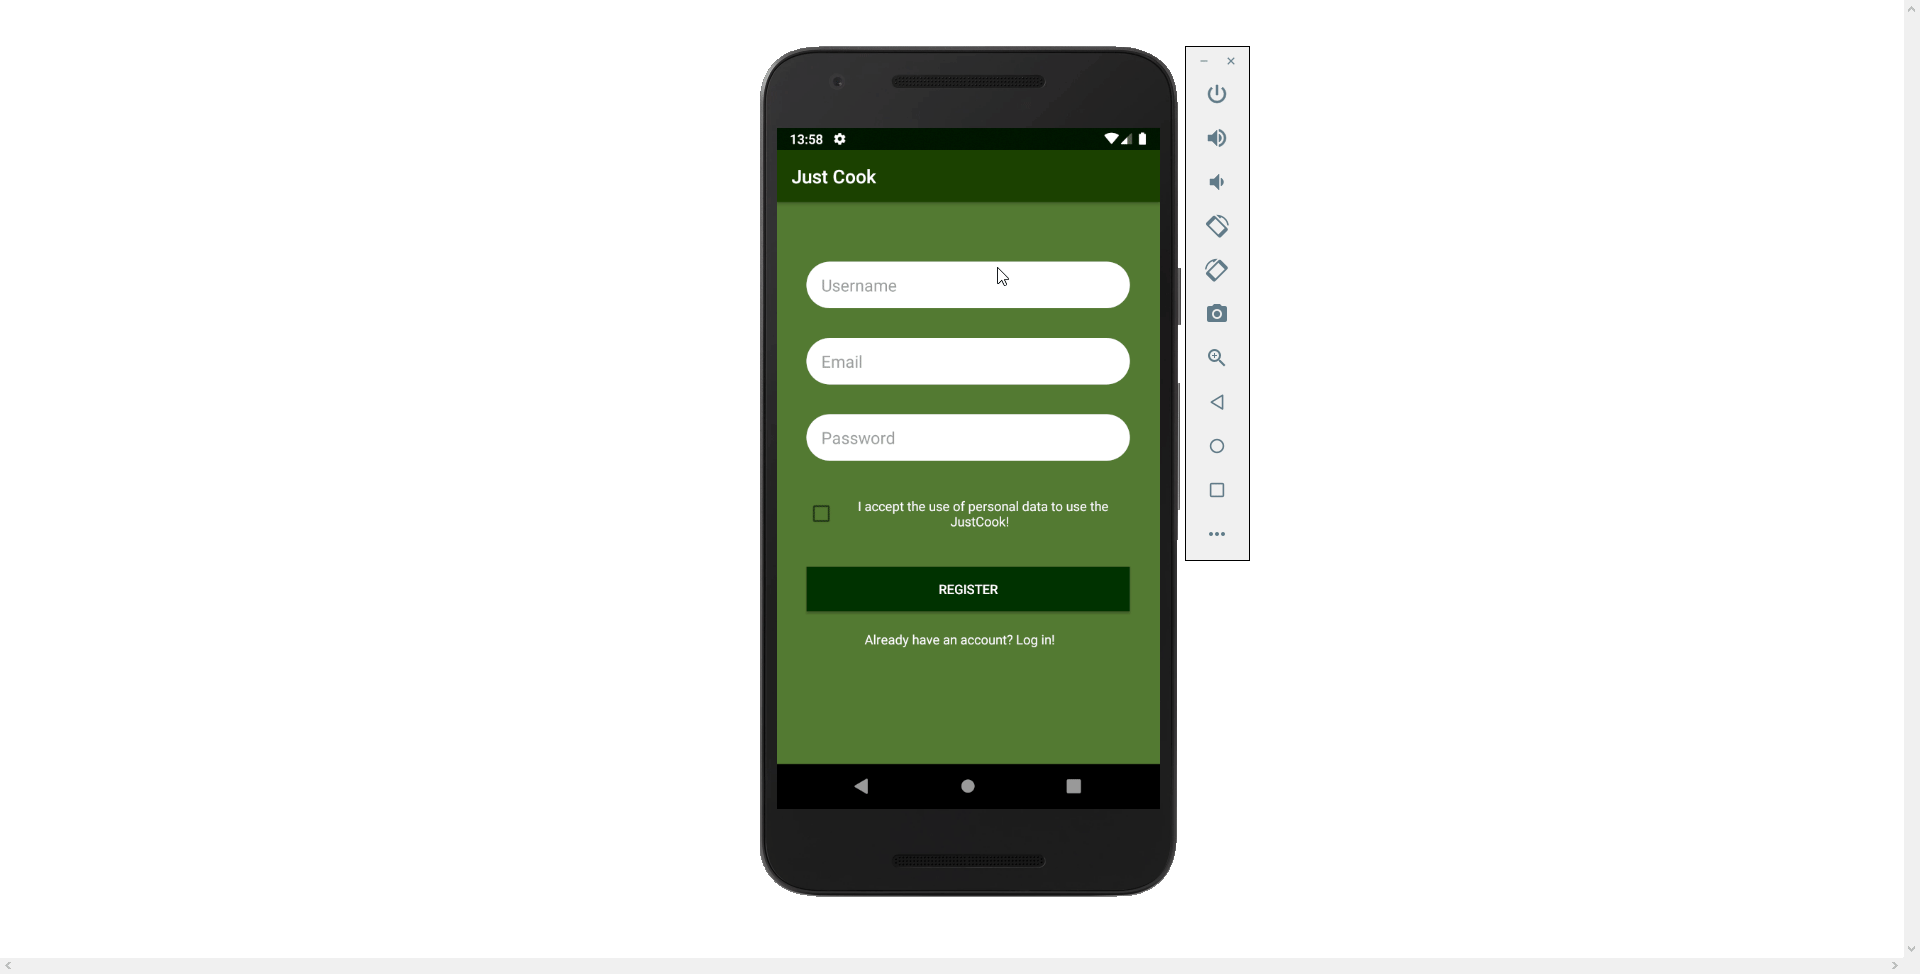 13:58
Just Cook
Username
Email
Password
I accept the use of personal data to use the
JustCook!
REGISTER
Already have an account? Log in!